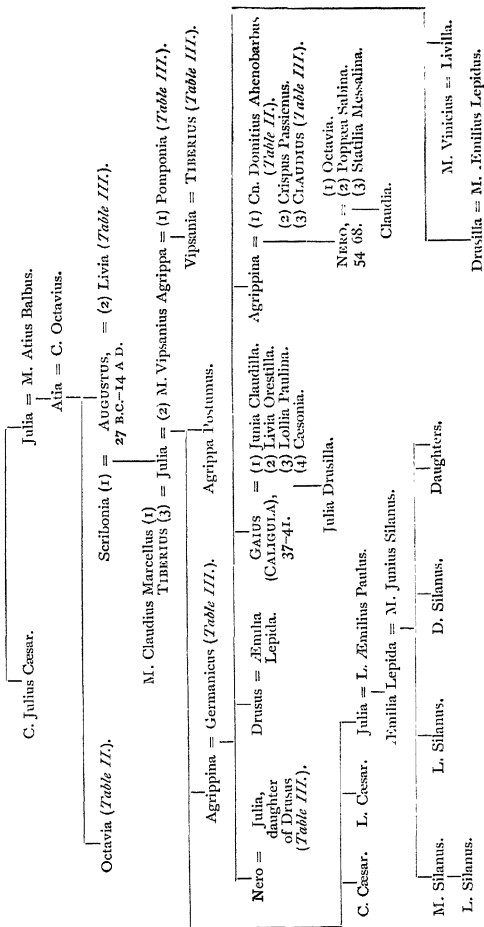 C. Julius Cæsar.
Julia = M. Atius Balbus.
Atia = C. Octavius.
Octavia (Table II.).
Scribonia (1) = AUGUSTUS, = (2) Livia (Table III.).
27 B.C.–14 A D.
M. Claudius Marcellus (1)
TIBERIUS (3) = Julia = (2) M. Vipsanius Agrippa = (1) Pomponia (Table III.).
Vipsania = TIBERIUS (Table III.).
Agrippina = Germanicus (Table III.).
Agrippa Postumus.
Nero = Julia,
daughter
of Drusus
(Table III.).
Drusus = Æmilia
Lepida.
GAIUS
(CALIGULA),
37–41.
= (1) Junia Claudilla.
(2) Livia Orestilla.
(3) Lollia Paulina.
(4) Cæsonia.
Julia Drusilla.
Agrippina = (1) Cn. Domitius Ahenobarbus
(Table II.).
(2) Crispus Passienus.
(3) CLAUDIUS (Table III.).
NERO,
54 68.
= (1) Octavia.
(2) Poppæa Sabina.
(3) Statilia Messalina.
Claudia.
Drusilla = M. Æmilius Lepidus.
M. Vinicius = Livilla.
C. Cæsar.
L. Cæsar.
Julia = L. Æmilius Paulus.
Æmilia Lepida = M. Junius Silanus.
M. Silanus.
L. Silanus.
D. Silanus.
Daughters.
L. Silanus.